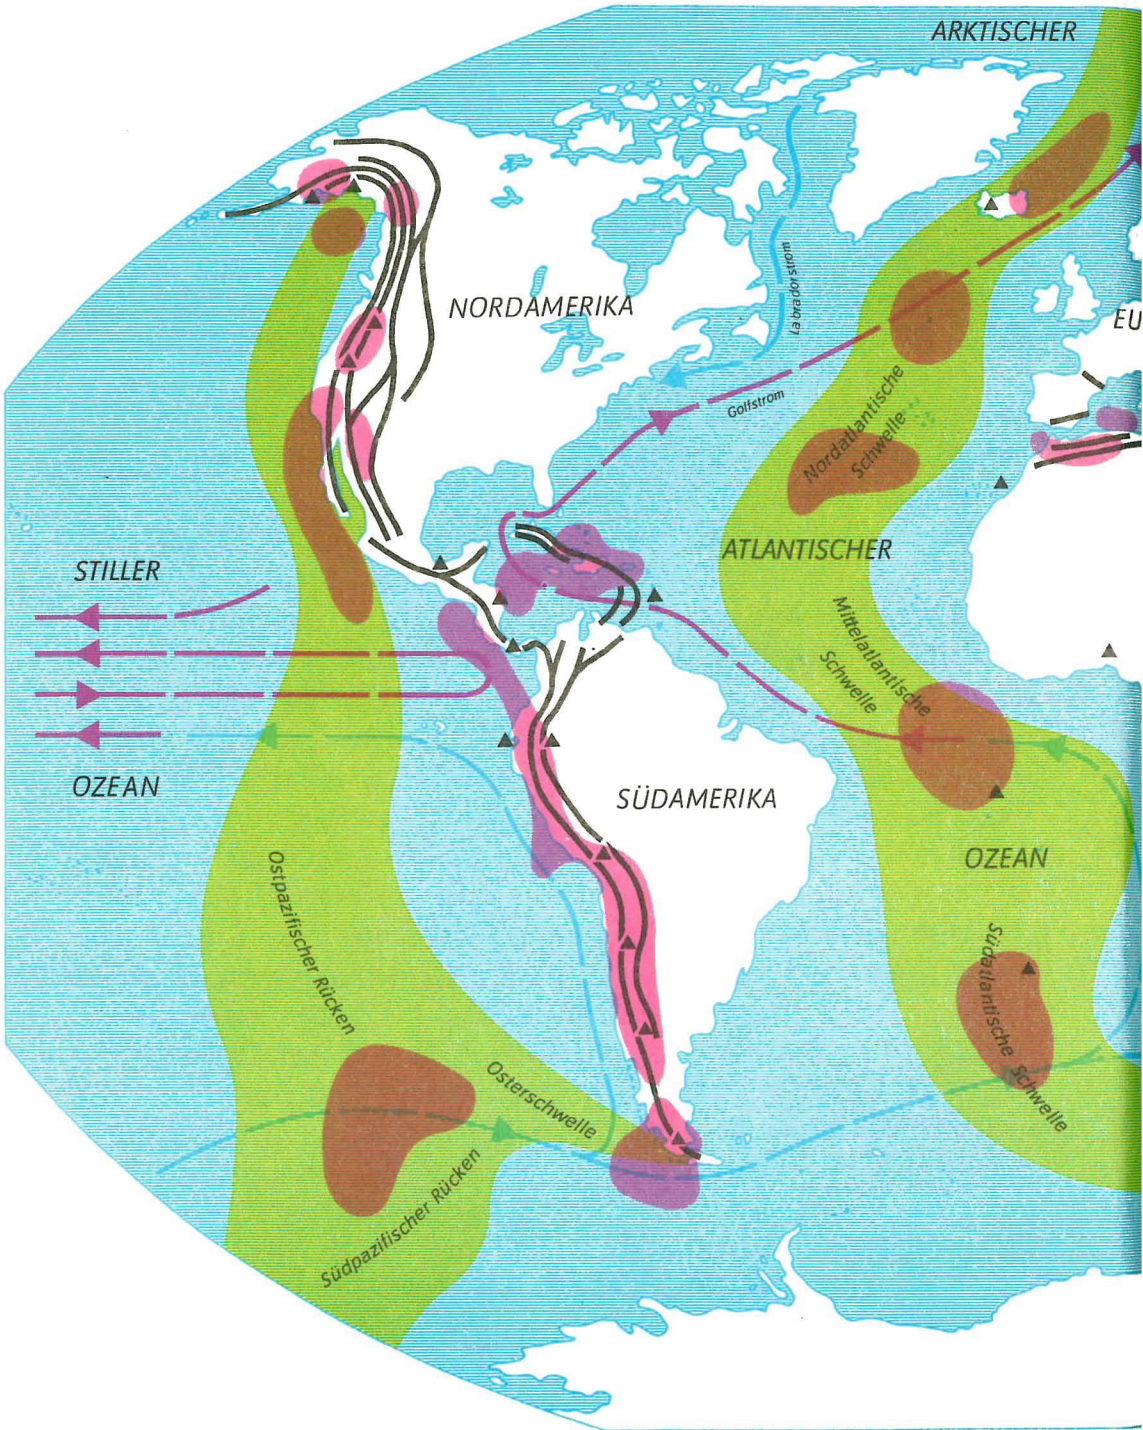 ARKTISCHER
NORDAMERIKA
Labradorstrom
EU
Golfstrom
Nordatlantische
Schwelle
ATLANTISCHER
STILLER
Mittelatlantische
Schwelle
OZEAN
SÜDAMERIKA
OZEAN
Ostpazifischer Rücken
Südatlantische Schwelle
Osterschwelle
Südpazifischer Rücken